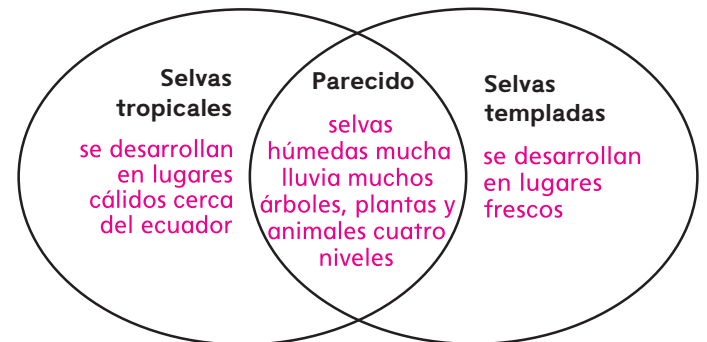 Selvas
tropicales
se desarrollan
en lugares
cálidos cerca
del ecuador
Parecido
selvas
húmedas mucha
lluvia muchos
árboles, plantas y
animales cuatro
niveles
Selvas
templadas
se desarrollan
en lugares
frescos